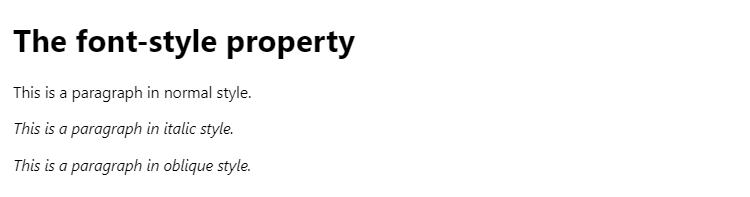 The font-style property
This is a paragraph in normal style.
This is a paragraph in italic style.
This is a paragraph in oblique style.